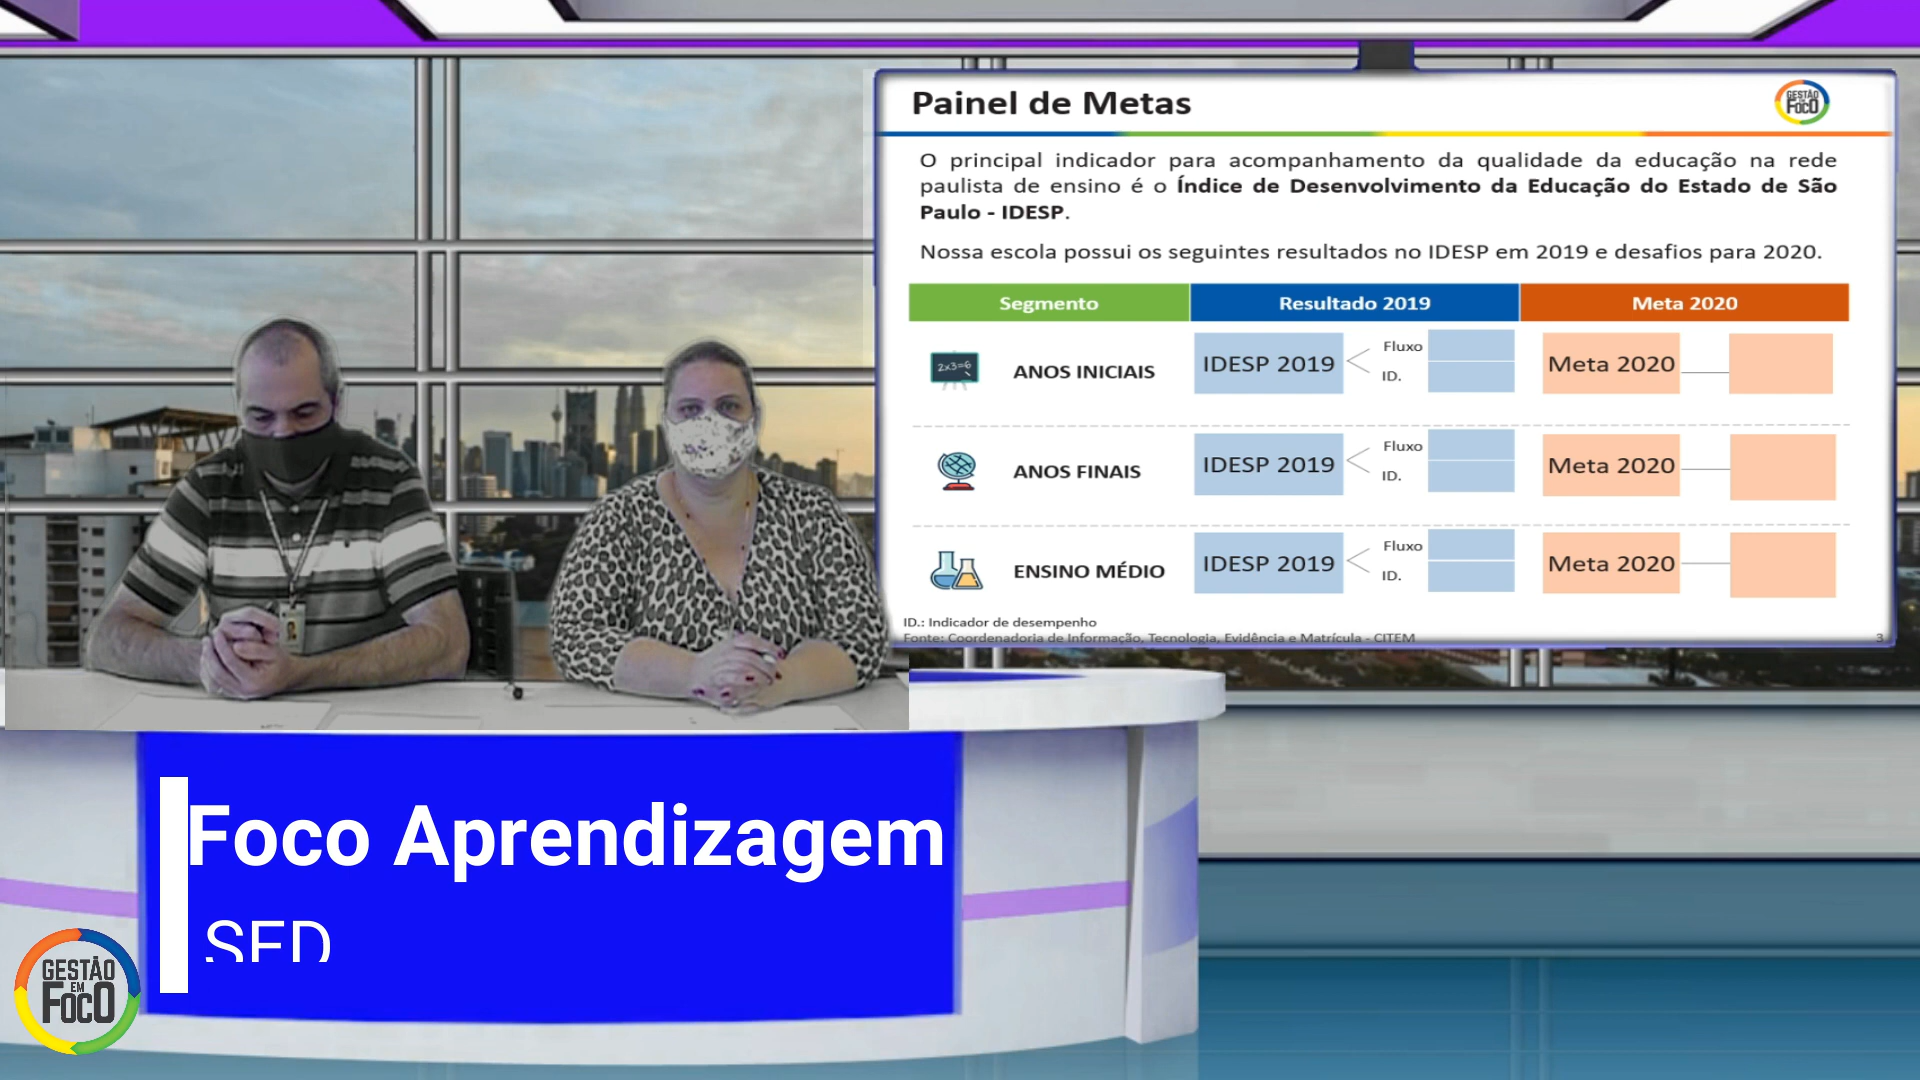 Painel de Metas
GESTÃO
EM
FOCO
O principal indicador para acompanhamento da qualidade da educação na rede
paulista de ensino é o Índice de Desenvolvimento da Educação do Estado de São
Paulo - IDESP.
Nossa escola possui os seguintes resultados no IDESP em 2019 e desafios para 2020.
Segmento Resultado 2019 Meta 2020
2x3=6
ANOS INICIAIS IDESP 2019 Fluxo ID. Meta 2020
ANOS FINAIS IDESP 2019 Fluxo ID. Meta 2020
ENSINO MÉDIO IDESP 2019 Fluxo ID. Meta 2020
ID.: Indicador de desempenho
Fonte: Coordenadoria de Informação, Tecnologia, Evidência e Matrícula - CITEM 3
Foco Aprendizagem
SED
GESTÃO
EM
FOCO